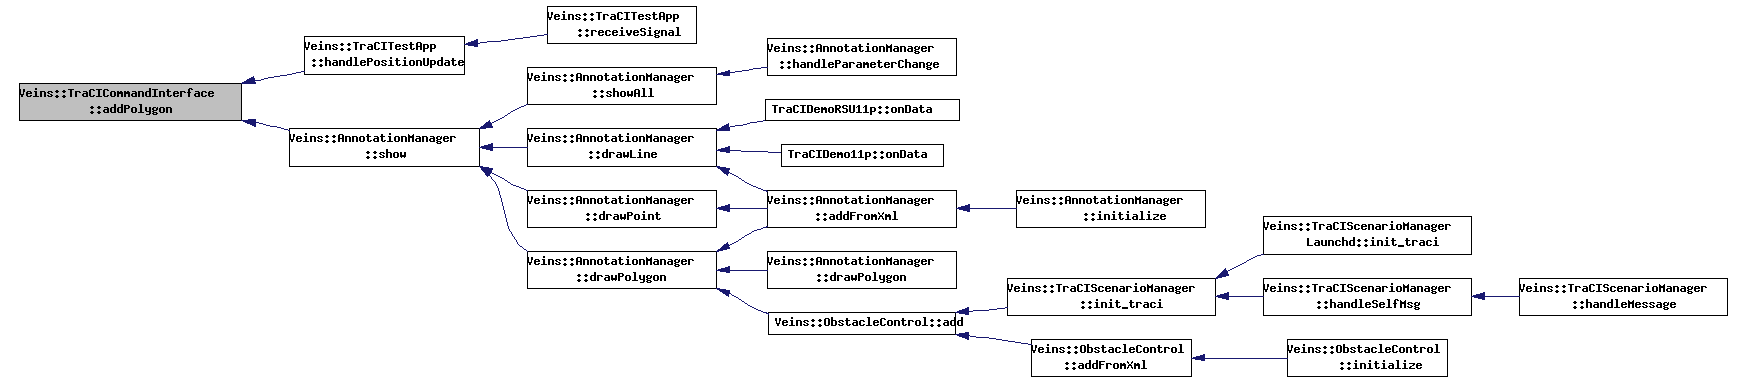 Veins::TraCICommandInterface
::addPolygon
Veins::TraCITestApp
::handlePositionUpdate
Veins::TraCITestApp
::receiveSignal
Veins::AnnotationManager
::show
Veins::AnnotationManager
::showAll
Veins::AnnotationManager
::handleParameterChange
Veins::AnnotationManager
::drawLine
TraCIDemoRSU11p::onData
TraCIDemo11p::onData
Veins::AnnotationManager
::drawPoint
Veins::AnnotationManager
::addFromXml
Veins::AnnotationManager
::initialize
Veins::AnnotationManager
::drawPolygon
Veins::AnnotationManager
::drawPolygon
Veins::ObstacleControl::add
Veins::TraCIScenarioManager
::init_traci
Veins::TraCIScenarioManager
Launchd::init_traci
Veins::TraCIScenarioManager
::handleSelfMsg
Veins::TraCIScenarioManager
::handleMessage
Veins::ObstacleControl
::addFromXml
Veins::ObstacleControl
::initialize